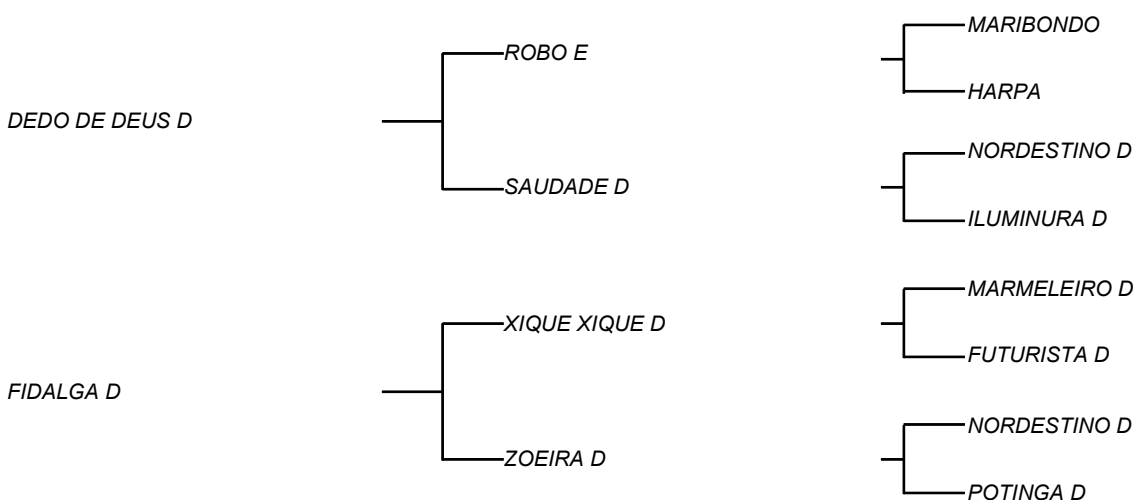 MARIBONDO
ROBO E
HARPA
DEDO DE DEUS D
NORDESTINO D
SAUDADE D
ILUMINURA D
MARMELEIRO D
XIQUE XIQUE D
FUTURISTA D
FIDALGA D
NORDESTINO D
ZOEIRA D
POTINGA D